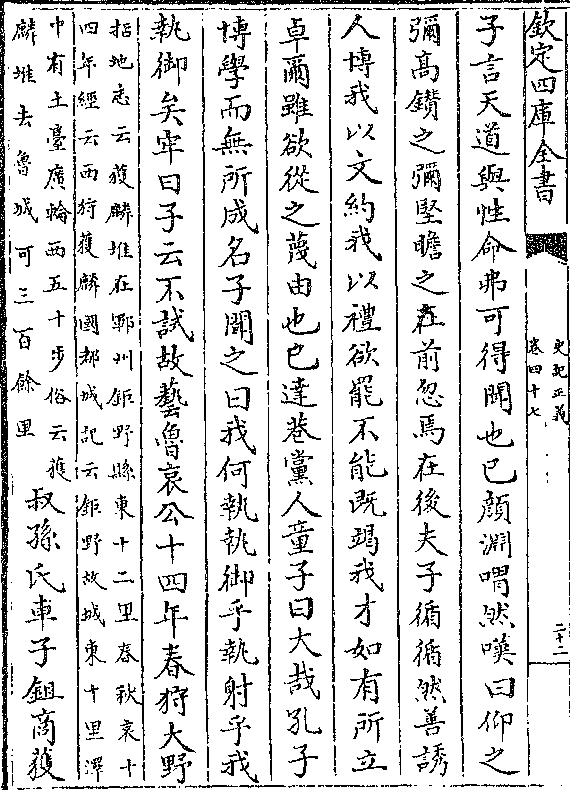 欽定四庫全書
史記正義
卷四十七
二十二
子言天道與性命弗可得聞也已顔淵喟然嘆曰仰之
彌高鑽之彌堅瞻之在前忽焉在後夫子循循然善誘
人博我以文約我以禮欲罷不能既竭我才如有所立
卓爾雖欲從之蔑由也已達巷黨人童子曰大哉孔子
博學而無所成名子聞之曰我何執執御乎執射乎我
執御矣牢曰子云不試故藝魯哀公十四年春狩大野
指地志云獲麟堆在鄆州鉅野縣東十二里春秋哀十
四年經云西狩獲麟國都城記云鉅野故城東十里澤
中有土臺廣輪四五十步俗云獲
麟堆去魯城可三百餘里
叔孫氏車子鉏商獲